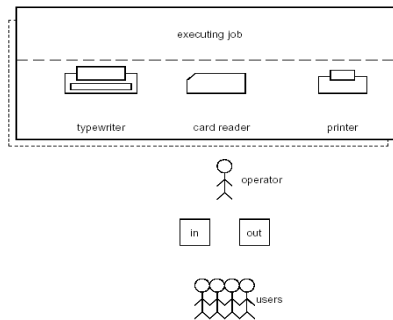 executing job
typewriter card reader printer
operator
in out
users